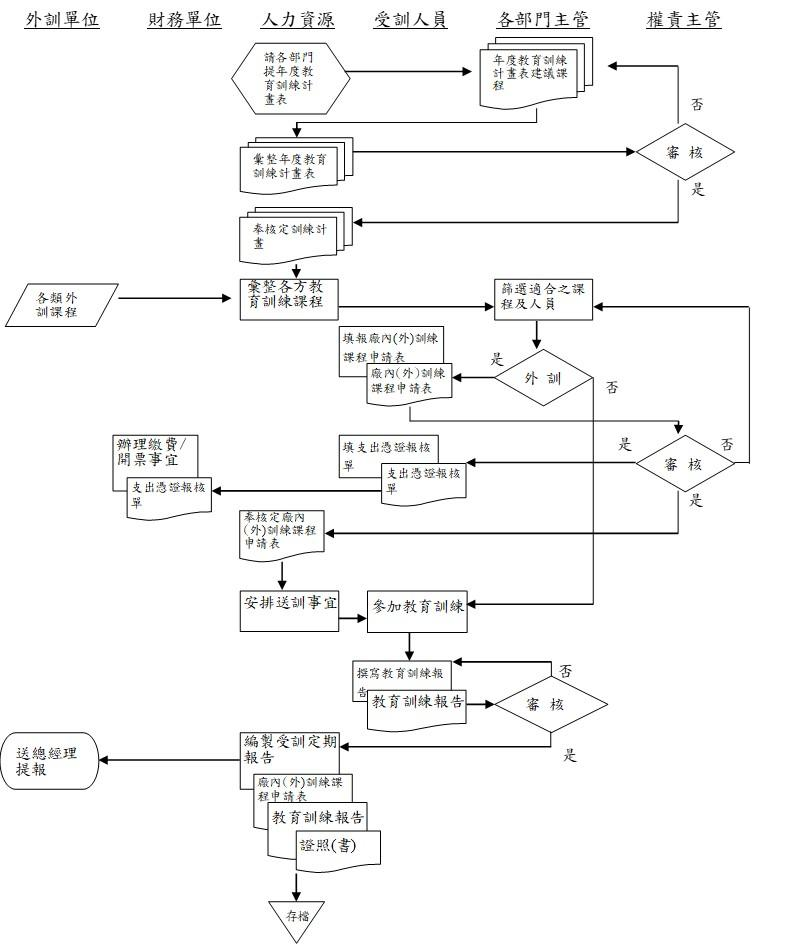 外訓單位
財務單位
人力資源
受訓人員
各部門主管
權責主管
請各部門
提年度教
育訓練計
畫表
年度教育訓練
計畫表建議課
程
否
彙整年度教育
訓練計畫表
審核
是
奉核定訓練計
畫
各類外
訓課程
彙整各方教
育訓練課程
篩選適合之課
程及人員
填報廠內(外)訓練
課程申請表
廠內(外)訓練
課程申請表
是
外訓
否
辦理繳費/
開票事宜
支出憑證報核
單
填支出憑證報核
單
支出憑證報核
單
是
審核
否
是
奉核定廠內
(外)訓練課程
申請表
安排送訓事宜
參加教育訓練
撰寫教育訓練報
告
教育訓練報告
否
審核
是
送總經理
提報
編製受訓定期
報告
廠內(外)訓練課
程申請表
教育訓練報告
證照(書)
存檔